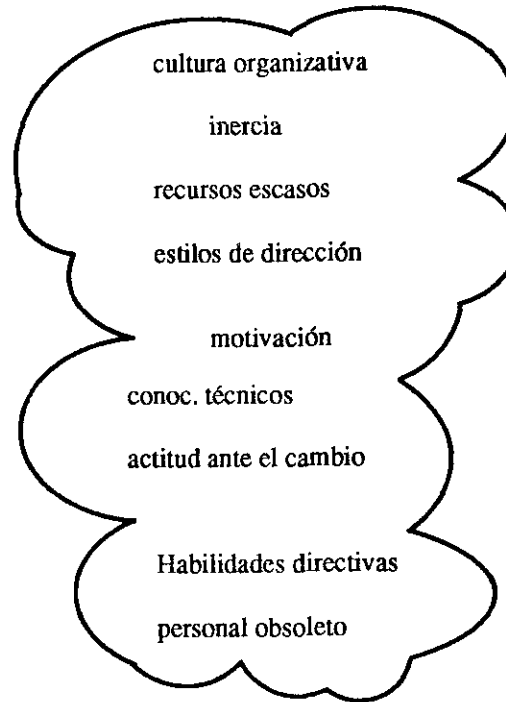 cultura organizativa
inercia
recursos escasos
estilos de dirección
motivación
conoc. técnicos
actitud ante el cambio
Habilidades directivas
personal obsoleto